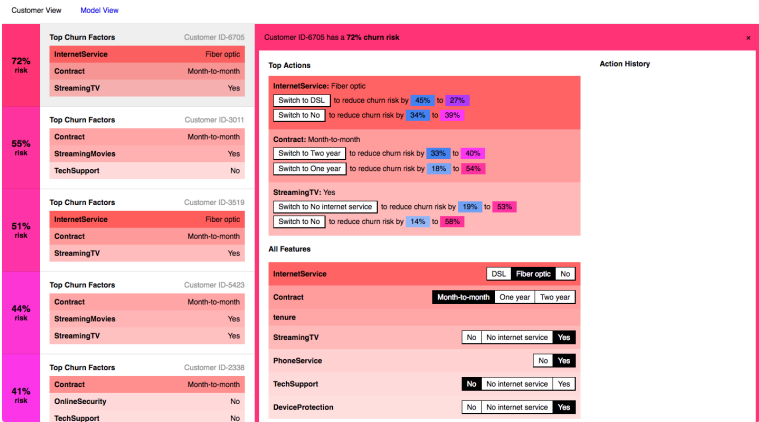 Customer View Model View
72% risk
Top Churn Factors Customer ID-6705
InternetService Fiber optic
Contract Month-to-month
StreamingTV Yes
55% risk
Top Churn Factors Customer ID-3011
Contract Month-to-month
StreamingMovies Yes
TechSupport No
51% risk
Top Churn Factors Customer ID-3519
InternetService Fiber optic
Contract Month-to-month
StreamingTV Yes
44% risk
Top Churn Factors Customer ID-5423
Contract Month-to-month
StreamingMovies Yes
StreamingTV Yes
41% risk
Top Churn Factors Customer ID-2338
Contract Month-to-month
OnlineSecurity No
TechSupport No
Customer ID-6705 has a 72% churn risk ×
Top Actions
InternetService: Fiber optic
Switch to DSL to reduce churn risk by 45% to 27%
Switch to No to reduce churn risk by 34% to 39%
Contract: Month-to-month
Switch to Two year to reduce churn risk by 33% to 40%
Switch to One year to reduce churn risk by 18% to 54%
StreamingTV: Yes
Switch to No internet service to reduce churn risk by 19% to 53%
Switch to No to reduce churn risk by 14% to 58%
All Features
InternetService DSL Fiber optic No
Contract Month-to-month One year Two year
tenure
StreamingTV No No internet service Yes
PhoneService No Yes
TechSupport No No internet service Yes
DeviceProtection No No internet service Yes
Action History